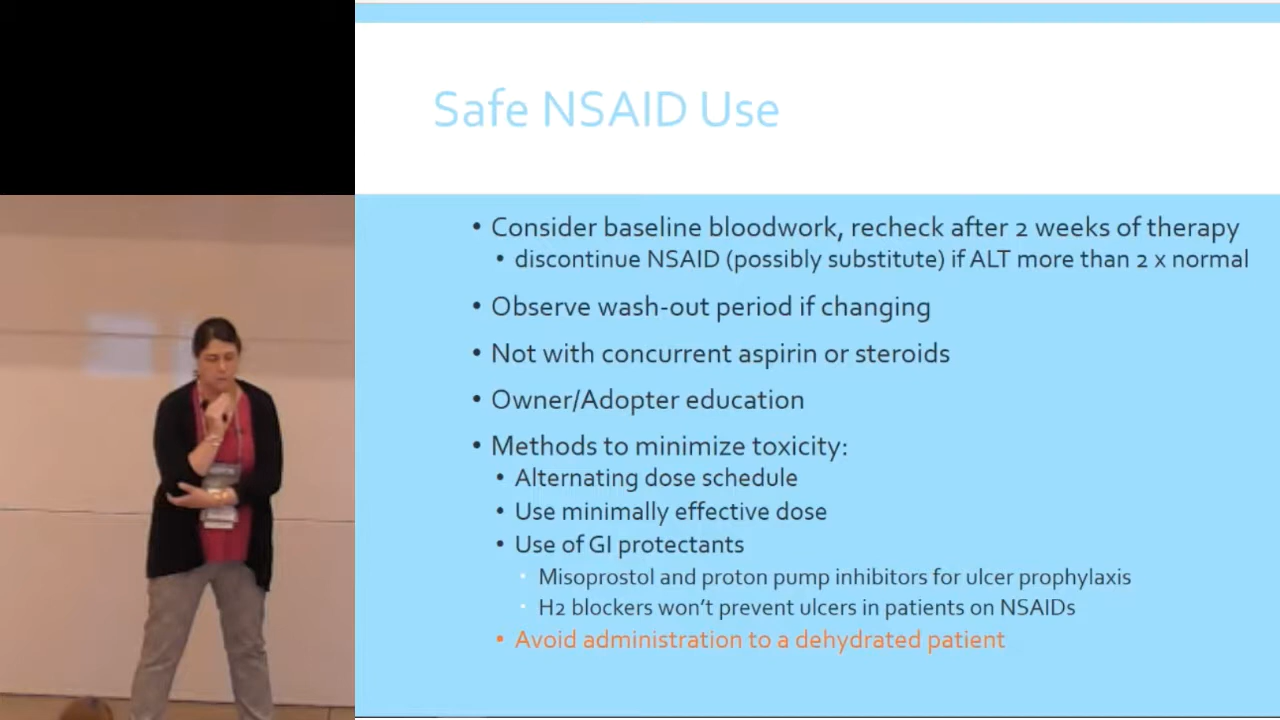 Safe NSAID Use
• Consider baseline bloodwork, recheck after 2 weeks of therapy
• discontinue NSAID (possibly substitute) if ALT more than 2 x normal
• Observe wash-out period if changing
• Not with concurrent aspirin or steroids
• Owner/Adopter education
• Methods to minimize toxicity:
• Alternating dose schedule
• Use minimally effective dose
• Use of GI protectants
• Misoprostol and proton pump inhibitors for ulcer prophylaxis
• H2 blockers won't prevent ulcers in patients on NSAIDs
• Avoid administration to a dehydrated patient